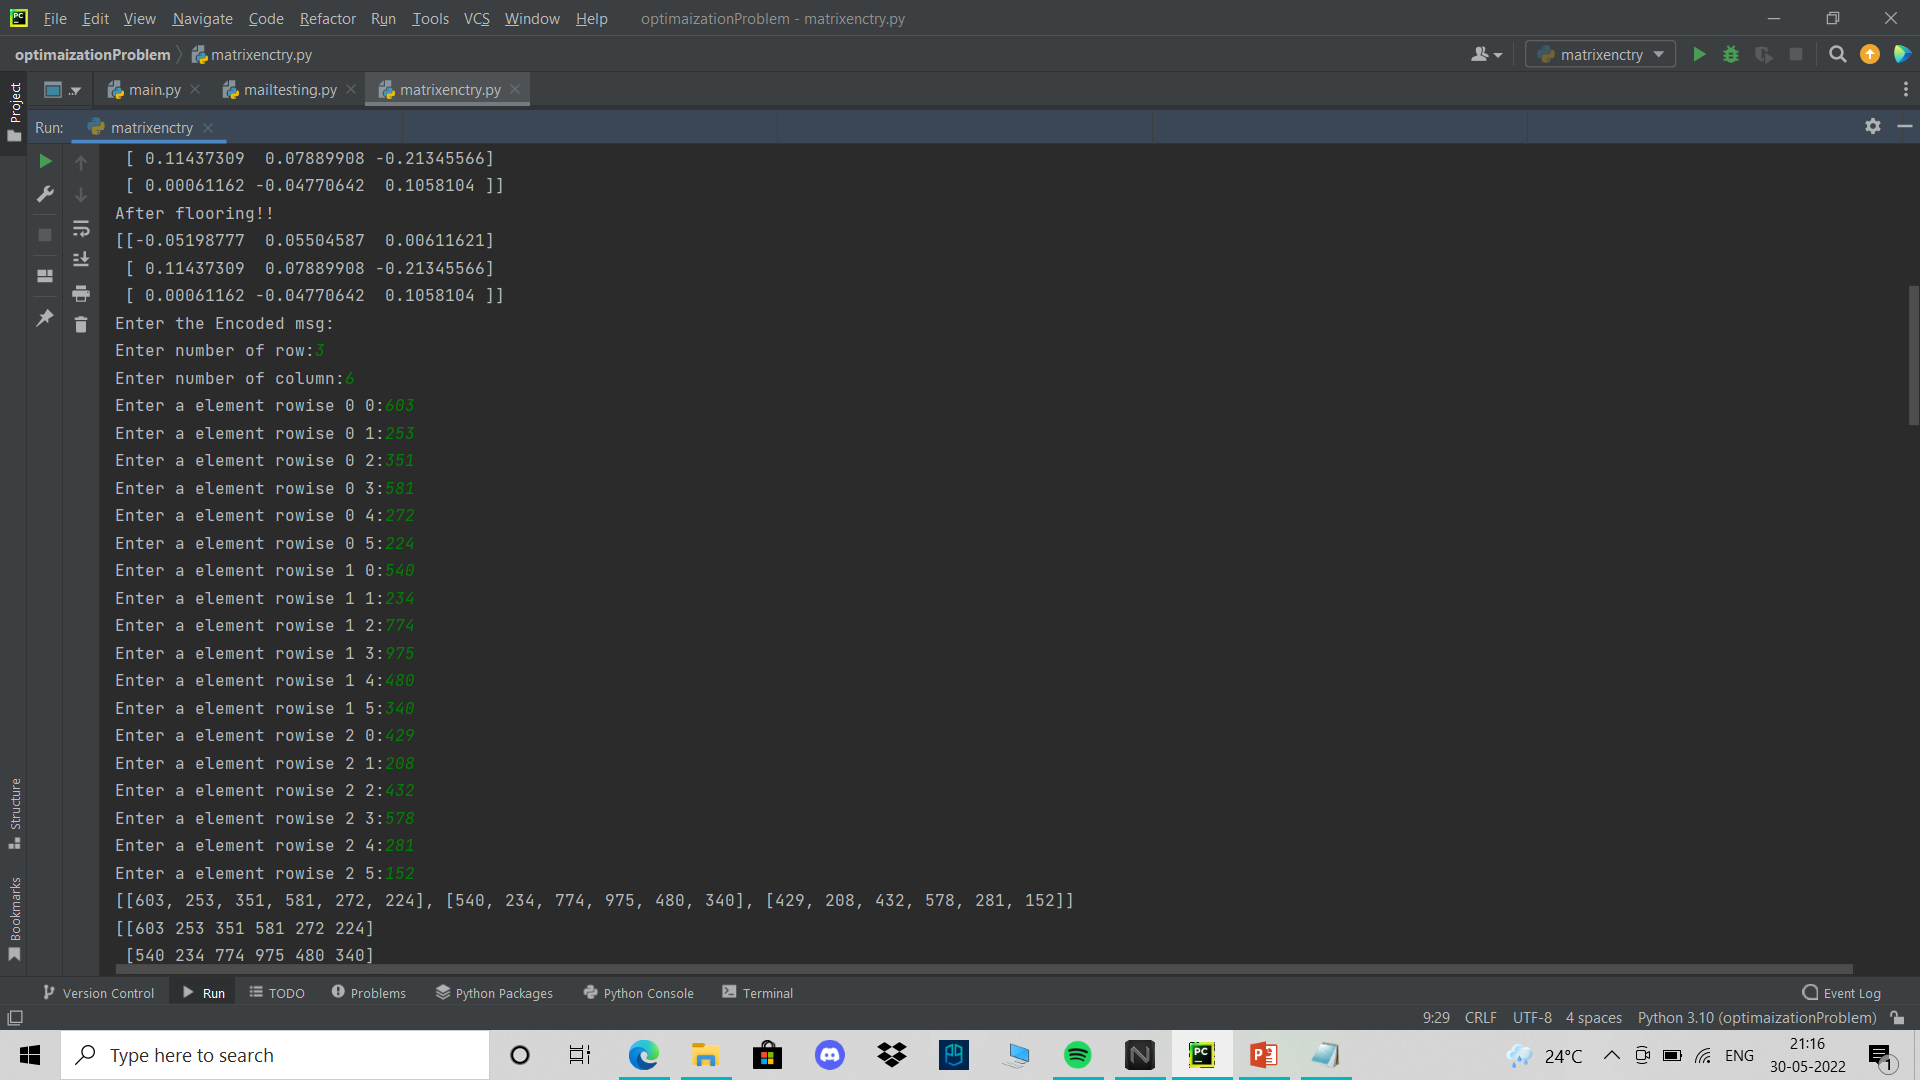 File Edit View Navigate Code Refactor Run Tools VCS Window Help optimaizationProblem - matrixenctry.py
optimaizationProblem matrixenctry.py matrixenctry
main.py mailtesting.py matrixenctry.py
Project
Run: matrixenctry
[ 0.11437309  0.07889908 -0.21345566]
[ 0.00061162 -0.04770642  0.1058104 ]]
After flooring!!
[[-0.05198777  0.05504587  0.00611621]
[ 0.11437309  0.07889908 -0.21345566]
[ 0.00061162 -0.04770642  0.1058104 ]]
Enter the Encoded msg:
Enter number of row:3
Enter number of column:6
Enter a element rowise 0 0:603
Enter a element rowise 0 1:253
Enter a element rowise 0 2:351
Enter a element rowise 0 3:581
Enter a element rowise 0 4:272
Enter a element rowise 0 5:224
Enter a element rowise 1 0:540
Enter a element rowise 1 1:234
Enter a element rowise 1 2:774
Enter a element rowise 1 3:975
Enter a element rowise 1 4:480
Enter a element rowise 1 5:340
Enter a element rowise 2 0:429
Enter a element rowise 2 1:208
Enter a element rowise 2 2:432
Enter a element rowise 2 3:578
Enter a element rowise 2 4:281
Enter a element rowise 2 5:152
[[603, 253, 351, 581, 272, 224], [540, 234, 774, 975, 480, 340], [429, 208, 432, 578, 281, 152]]
[[603 253 351 581 272 224]
[540 234 774 975 480 340]
Structure
Bookmarks
Version Control Run TODO Problems Python Packages Python Console Terminal Event Log
9:29 CRLF UTF-8 4 spaces Python 3.10 (optimaizationProblem)
Type here to search 24°C ENG 21:16
30-05-2022 1